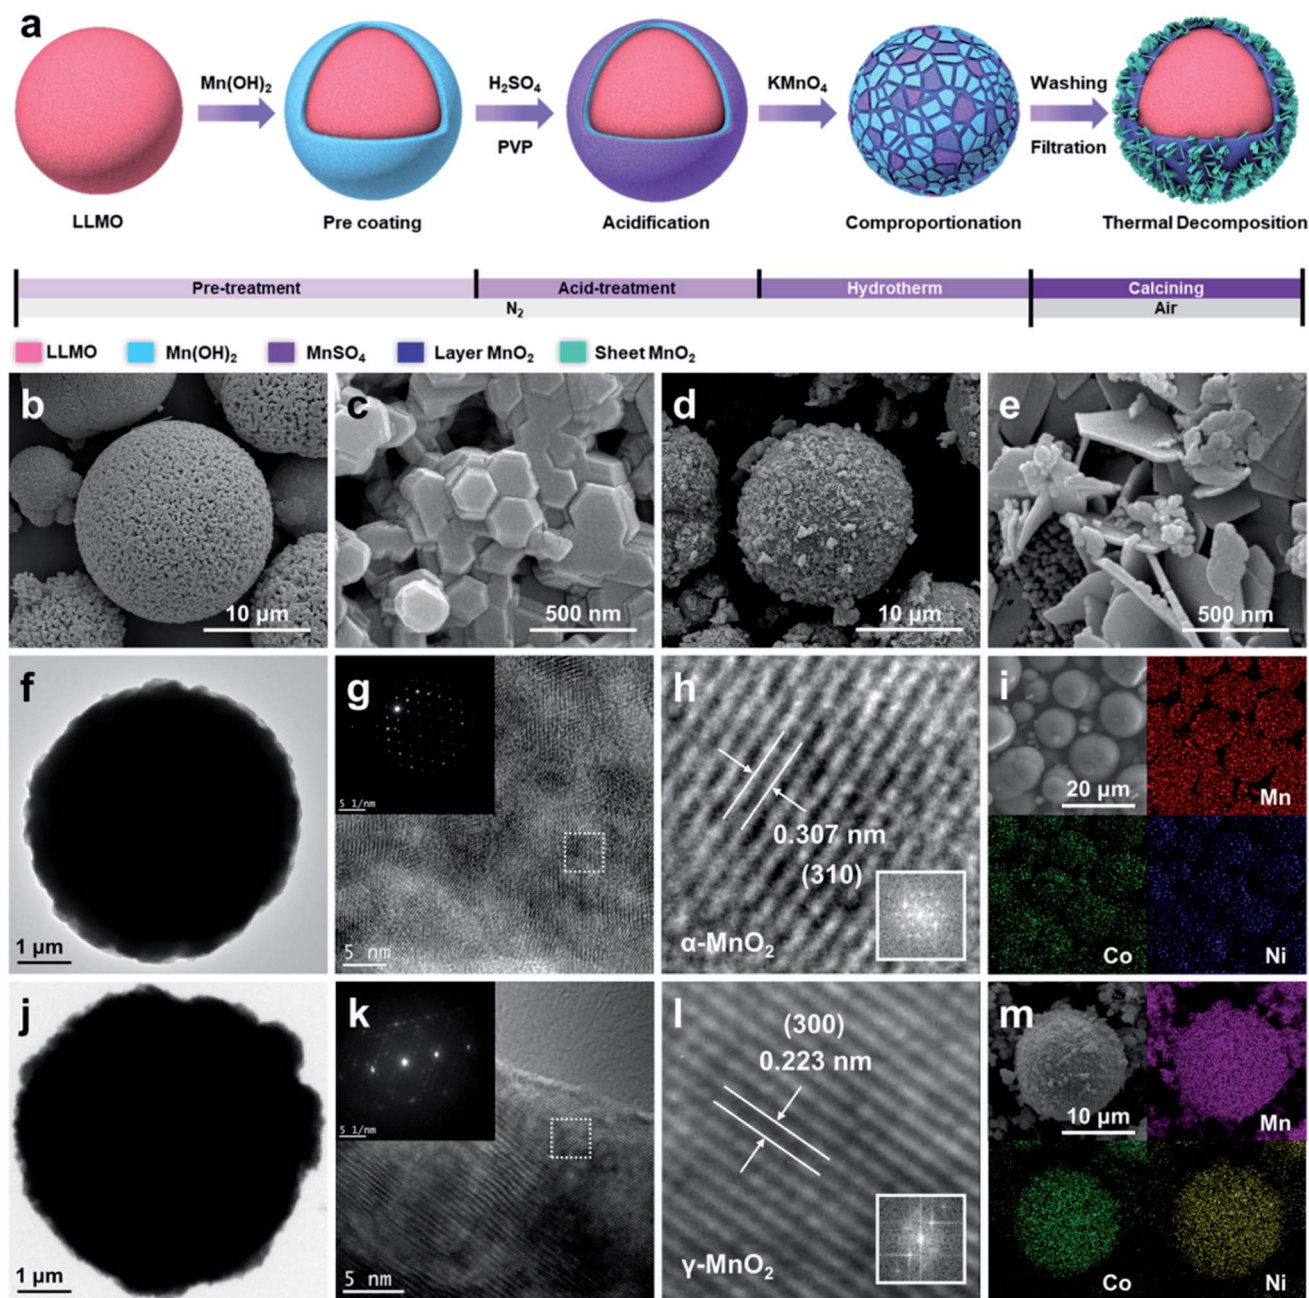 a
Mn(OH)₂
H₂SO₄
PVP
KMnO₄
Washing
Filtration
LLMO
Pre coating
Acidification
Comproportionation
Thermal Decomposition
Pre-treatment
Acid-treatment
Hydrotherm
Calcining
N₂
Air
LLMO
Mn(OH)₂
MnSO₄
Layer MnO₂
Sheet MnO₂
b
10 μm
c
500 nm
d
10 μm
e
500 nm
f
1 μm
g
5 1/nm
5 nm
h
0.307 nm
(310)
α-MnO₂
i
20 μm
Mn
Co
Ni
j
1 μm
k
5 1/nm
5 nm
l
(300)
0.223 nm
γ-MnO₂
m
10 μm
Mn
Co
Ni